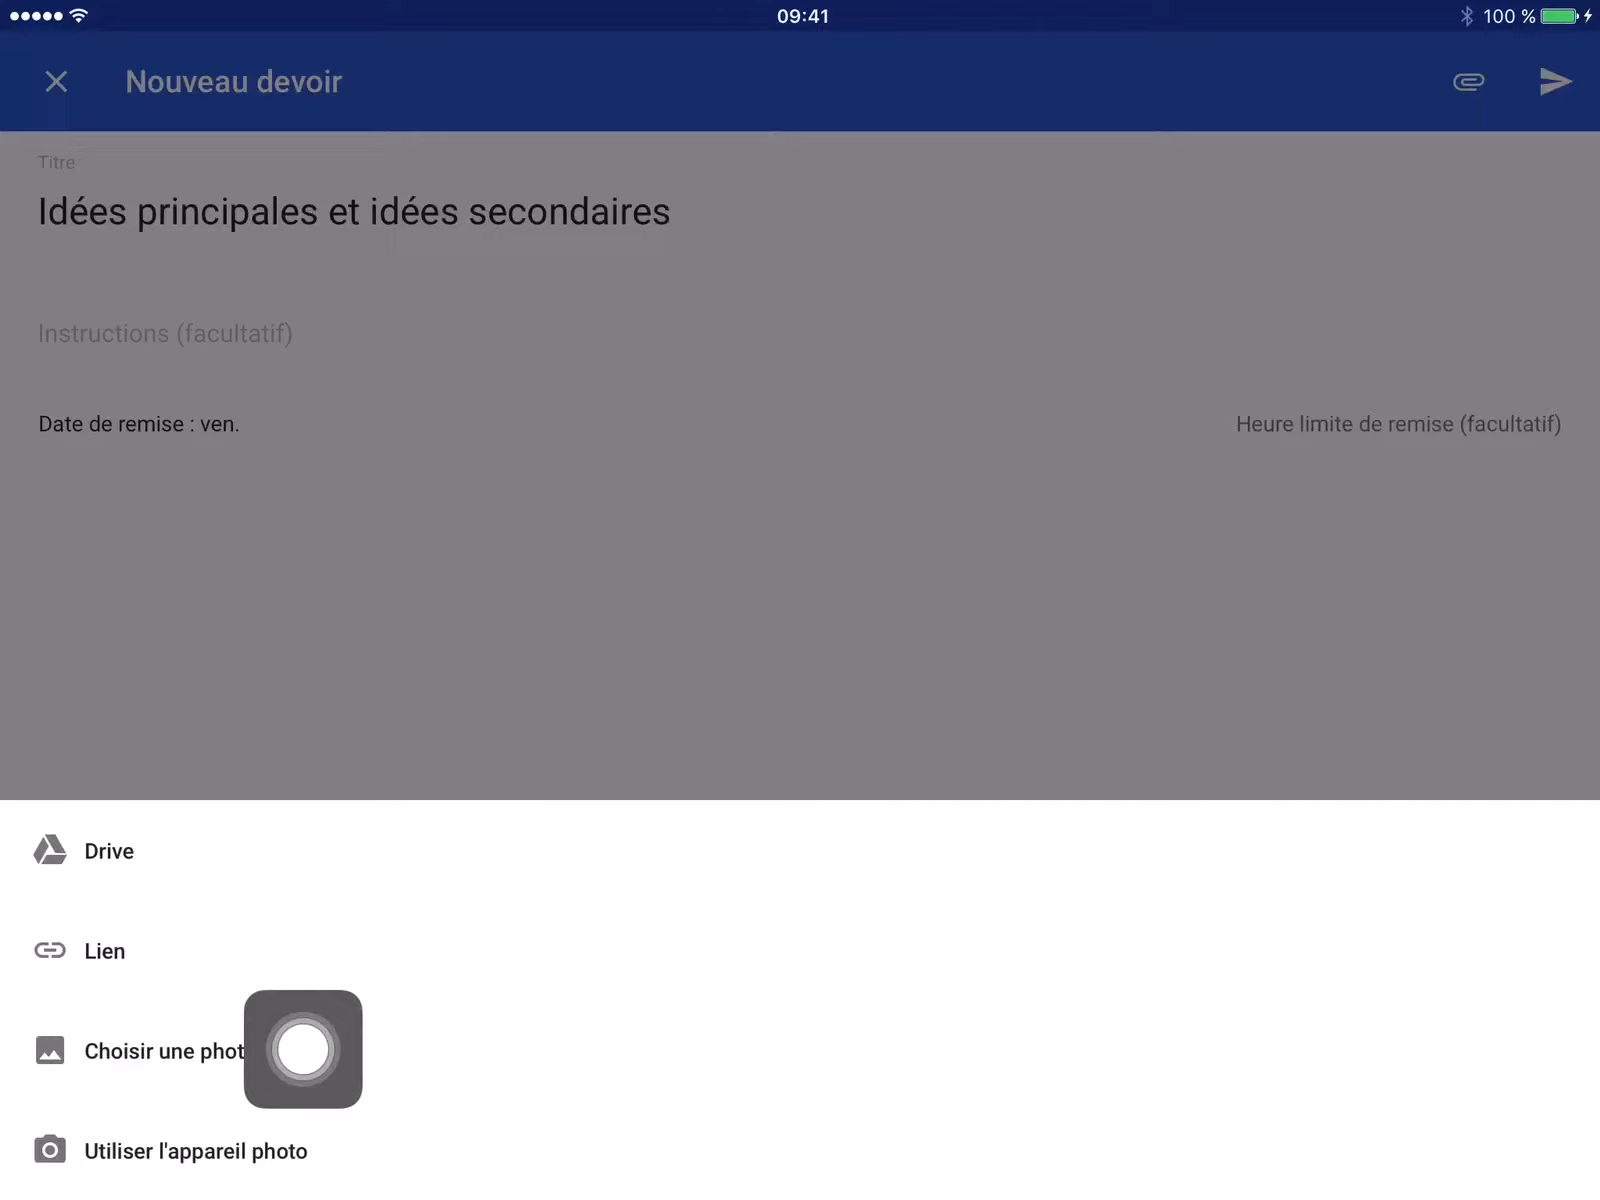 09:41
100 %
Nouveau devoir
Titre
Idées principales et idées secondaires
Instructions (facultatif)
Date de remise : ven.
Heure limite de remise (facultatif)
Drive
Lien
Choisir une phot
Utiliser l'appareil photo